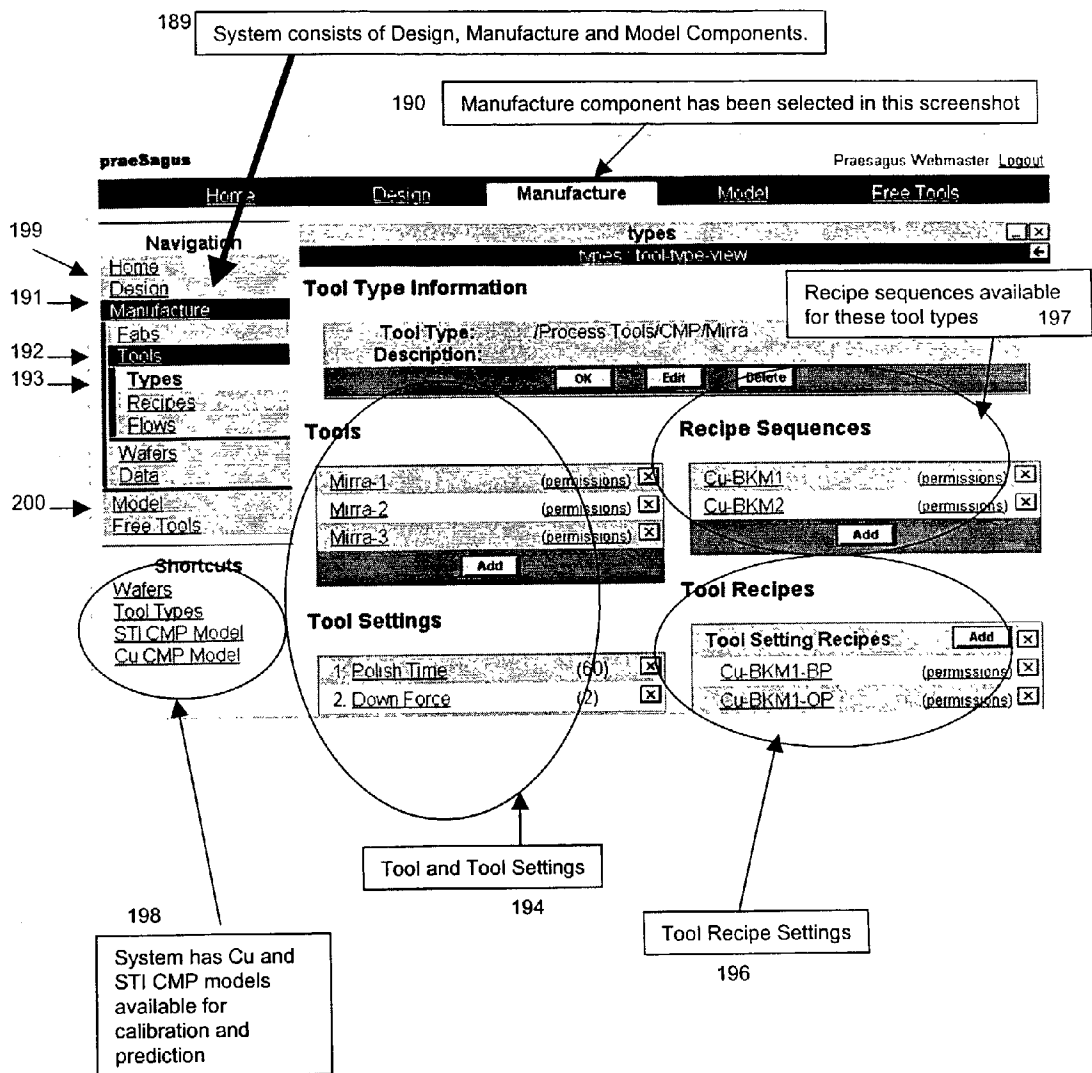 189
System consists of Design, Manufacture and Model Components.
190
Manufacture component has been selected in this screenshot
praeSagus
Praesagus Webmaster Logout
Home Design Manufacture Model Free Tools
199
Navigation
Home
Design
191
Manufacture
Fabs
192
Tools
193
Types
Recipes
Flows
Wafers
Data
200
Model
Free Tools
Shortcuts
Wafers
Tool Types
STI CMP Model
Cu CMP Model
types
types : tool-type-view
Tool Type Information
Recipe sequences available
for these tool types 197
Tool Type: /Process Tools/CMP/Mirra
Description:
OK Edit Delete
Tools
Mirra-1 (permissions)
Mirra-2 (permissions)
Mirra-3 (permissions)
Add
Recipe Sequences
Cu-BKM1 (permissions)
Cu-BKM2 (permissions)
Add
Tool Settings
1. Polish Time (60)
2. Down Force (2)
Tool Recipes
Tool Setting Recipes Add
Cu-BKM1-BP (permissions)
Cu-BKM1-OP (permissions)
Tool and Tool Settings
194
Tool Recipe Settings
196
198
System has Cu and
STI CMP models
available for
calibration and
prediction